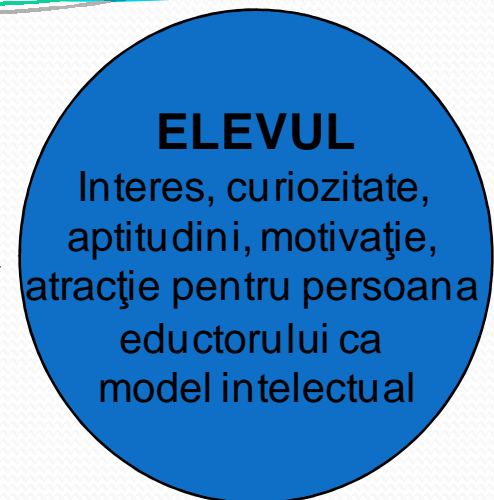 ELEVUL
Interes, curiozitate,
aptitudini, motivaţie,
atracţie pentru persoana
eductorului ca
model intelectual